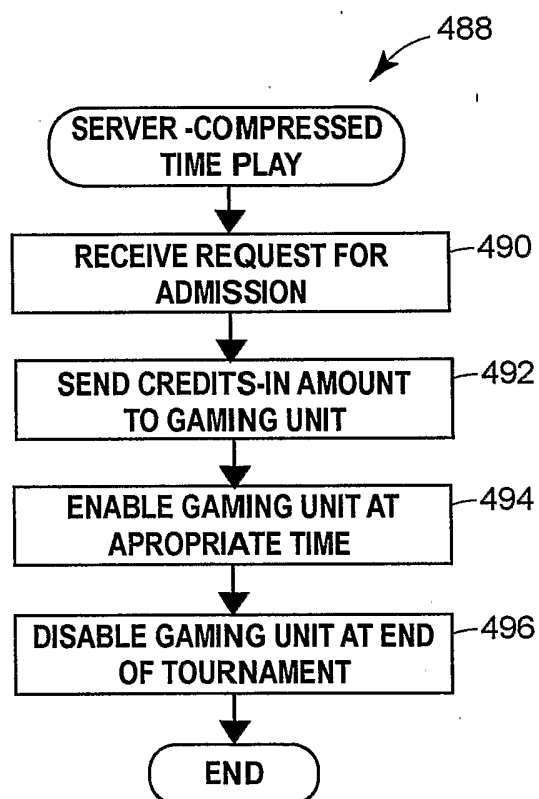 488
SERVER -COMPRESSED
TIME PLAY
RECEIVE REQUEST FOR
ADMISSION
490
SEND CREDITS-IN AMOUNT
TO GAMING UNIT
492
ENABLE GAMING UNIT AT
APROPRIATE TIME
494
DISABLE GAMING UNIT AT END
OF TOURNAMENT
496
END